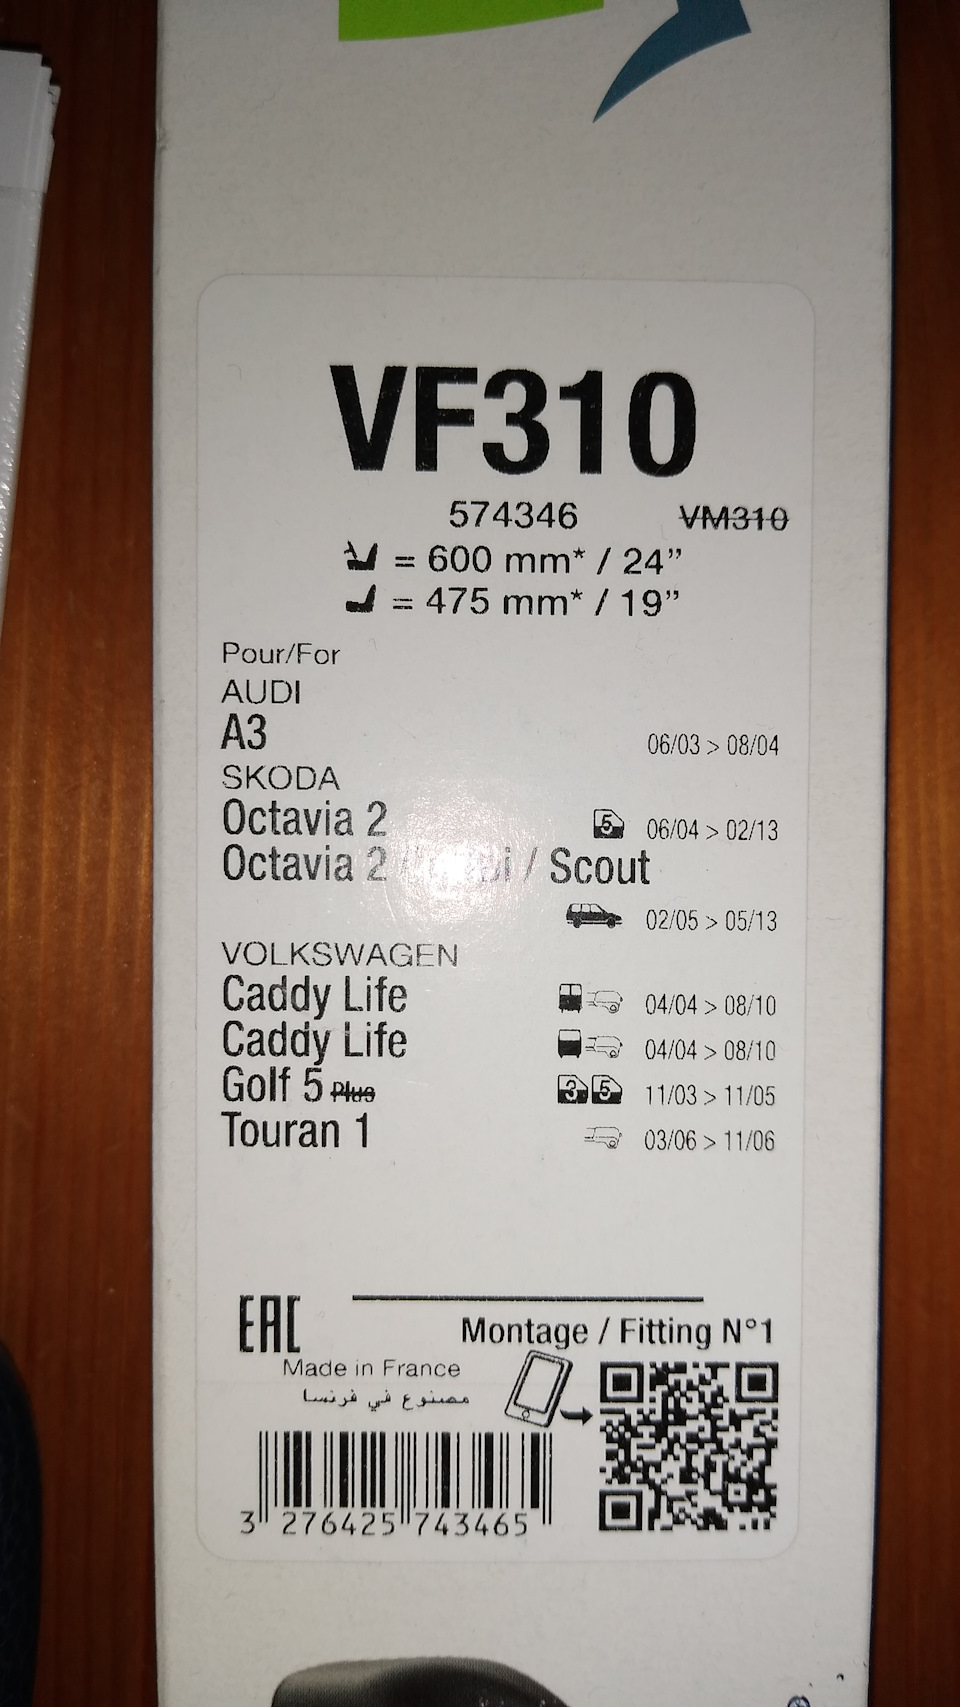 VF310
574346 VM310
= 600 mm* / 24”
= 475 mm* / 19”
Pour/For
AUDI
A3 06/03 > 08/04
SKODA
Octavia 2 5 06/04 > 02/13
Octavia 2 / / Scout
02/05 > 05/13
VOLKSWAGEN
Caddy Life 04/04 > 08/10
Caddy Life 04/04 > 08/10
Golf 5 Plus 3 5 11/03 > 11/05
Touran 1 03/06 > 11/06
EAC
Montage / Fitting N°1
Made in France
مصنوع في فرنسا
3 276425 743465